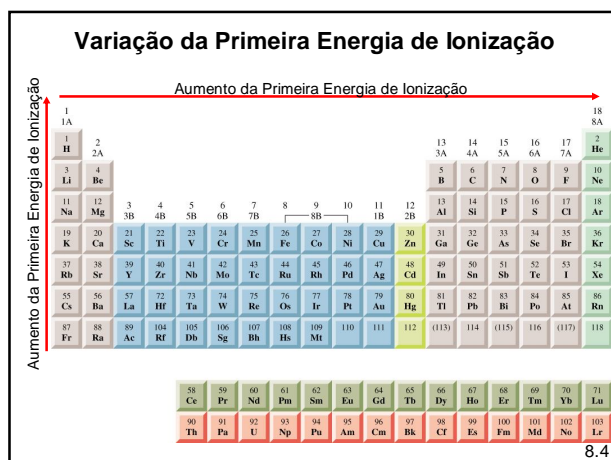 Variação da Primeira Energia de Ionização
Aumento da Primeira Energia de Ionização
Aumento da Primeira Energia de Ionização
1 18
1A 8A
1 2 13 14 15 16 17 2
H 2A 3A 4A 5A 6A 7A He
3 4 5 6 7 8 9 10
Li Be B C N O F Ne
11 12 3 4 5 6 7 8 9 10 11 12 13 14 15 16 17 18
Na Mg 3B 4B 5B 6B 7B 8B 1B 2B Al Si P S Cl Ar
19 20 21 22 23 24 25 26 27 28 29 30 31 32 33 34 35 36
K Ca Sc Ti V Cr Mn Fe Co Ni Cu Zn Ga Ge As Se Br Kr
37 38 39 40 41 42 43 44 45 46 47 48 49 50 51 52 53 54
Rb Sr Y Zr Nb Mo Tc Ru Rh Pd Ag Cd In Sn Sb Te I Xe
55 56 57 72 73 74 75 76 77 78 79 80 81 82 83 84 85 86
Cs Ba La Hf Ta W Re Os Ir Pt Au Hg Tl Pb Bi Po At Rn
87 88 89 104 105 106 107 108 109 110 111 112 (113) 114 (115) 116 (117) 118
Fr Ra Ac Rf Db Sg Bh Hs Mt
58 59 60 61 62 63 64 65 66 67 68 69 70 71
Ce Pr Nd Pm Sm Eu Gd Tb Dy Ho Er Tm Yb Lu
90 91 92 93 94 95 96 97 98 99 100 101 102 103
Th Pa U Np Pu Am Cm Bk Cf Es Fm Md No Lr
8.4